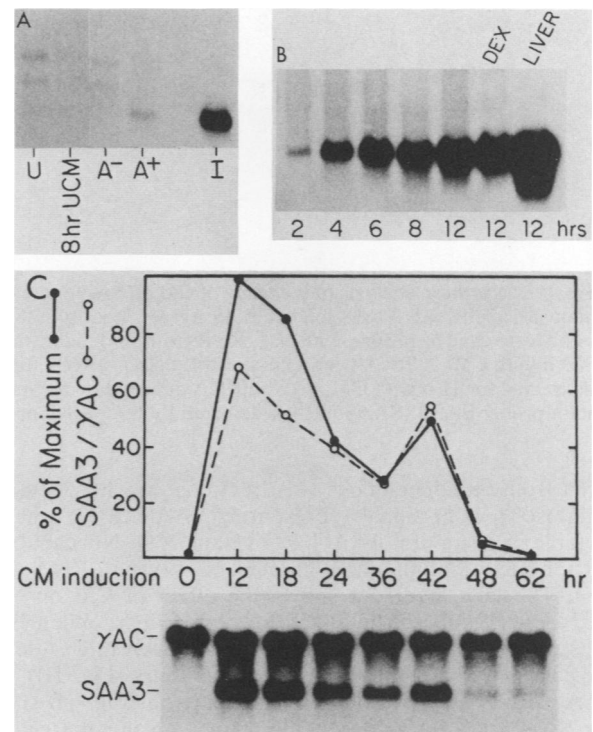 A
U 8hr UCM A⁻ A⁺ I
B
DEX LIVER
2 4 6 8 12 12 12 hrs
C
% of Maximum
SAA3 / γAC
80
60
40
20
CM induction 0 12 18 24 36 42 48 62 hr
γAC-
SAA3-